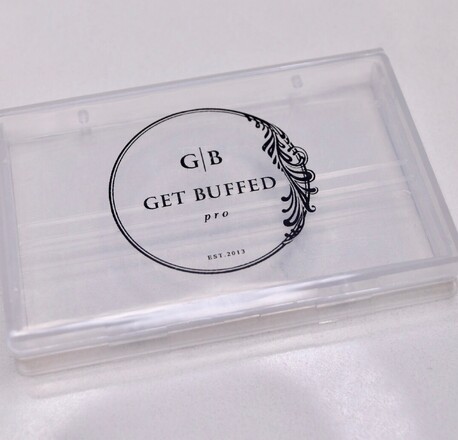 G|B
GET BUFFED
pro
EST.2013